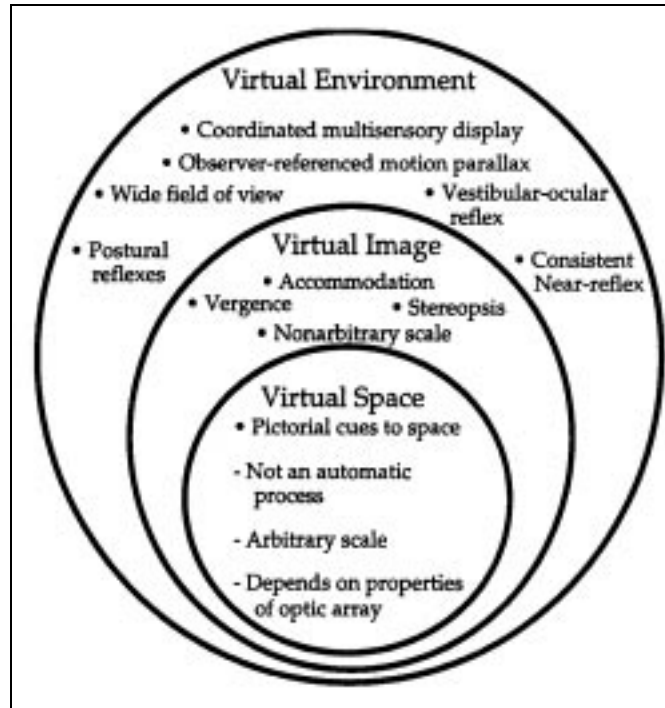 Virtual Environment
• Coordinated multisensory display
• Observer-referenced motion parallax
• Wide field of view
• Vestibular-ocular
reflex
• Postural
reflexes
• Consistent
Near-reflex
Virtual Image
• Accommodation
• Vergence
• Stereopsis
• Nonarbitrary scale
Virtual Space
• Pictorial cues to space
- Not an automatic
process
- Arbitrary scale
- Depends on properties
of optic array